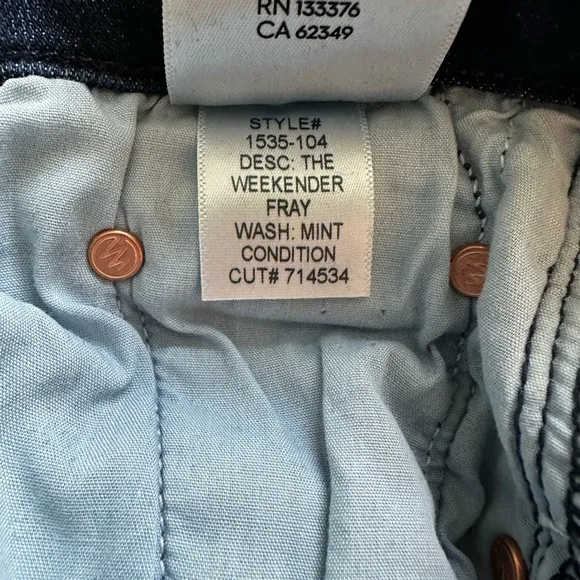 RN 133376
CA 62349
STYLE#
1535-104
DESC: THE
WEEKENDER
FRAY
WASH: MINT
CONDITION
CUT# 714534